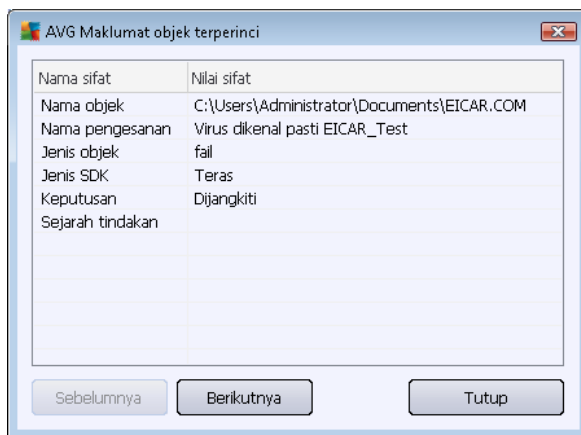 AVG Maklumat objek terperinci
Nama sifat Nilai sifat
Nama objek C:\Users\Administrator\Documents\EICAR.COM
Nama pengesanan Virus dikenal pasti EICAR_Test
Jenis objek fail
Jenis SDK Teras
Keputusan Dijangkiti
Sejarah tindakan
Sebelumnya Berikutnya Tutup